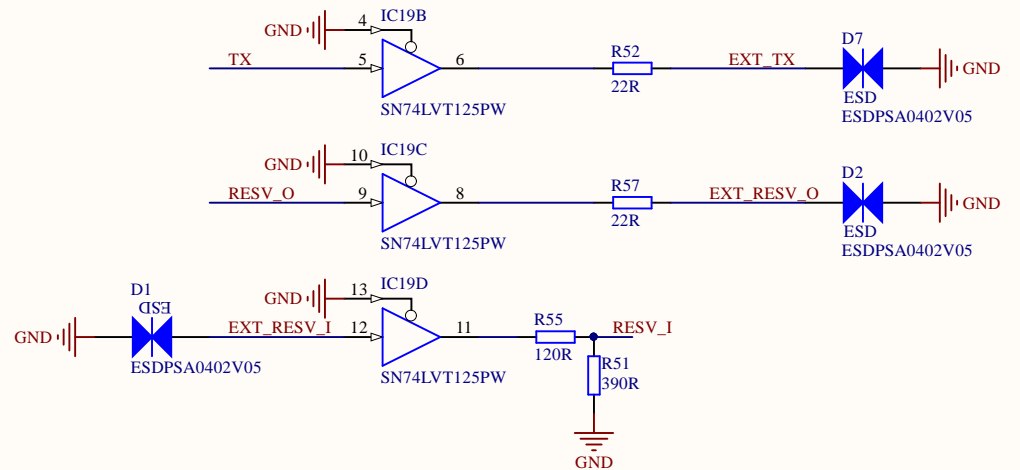 IC19B
4
GND
TX
5
6
SN74LVT125PW
R52
22R
EXT_TX
D7
ESD
ESDPSA0402V05
GND
IC19C
10
GND
RESV_O
9
8
SN74LVT125PW
R57
22R
EXT_RESV_O
D2
ESD
ESDPSA0402V05
GND
IC19D
13
GND
D1
ESD
GND
ESDPSA0402V05
EXT_RESV_I
12
11
SN74LVT125PW
R55
120R
RESV_I
R51
390R
GND